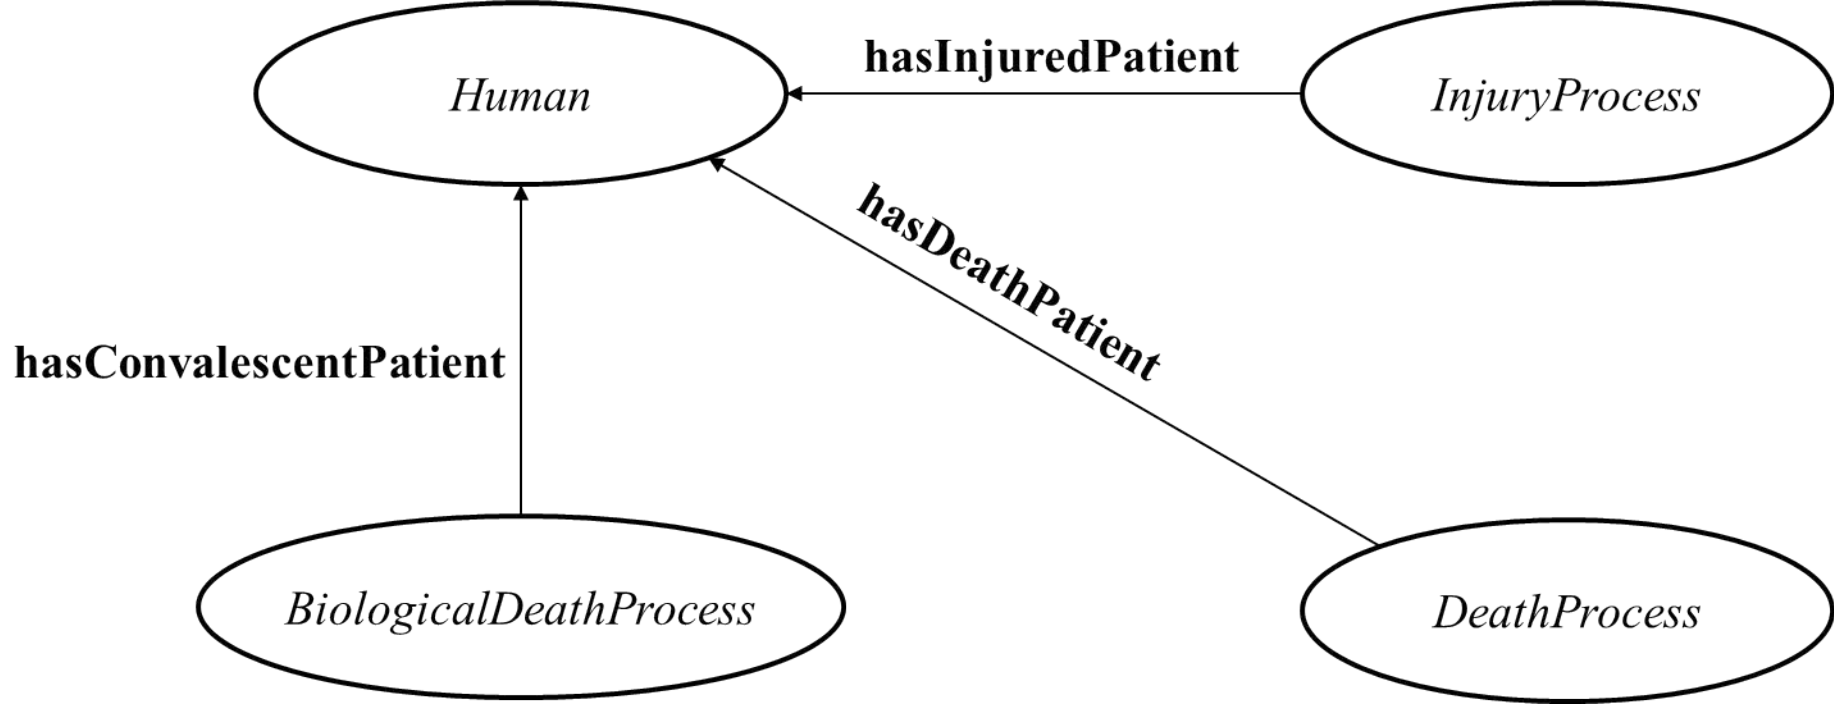 hasInjuredPatient
Human
InjuryProcess
hasDeathPatient
hasConvalescentPatient
BiologicalDeathProcess
DeathProcess